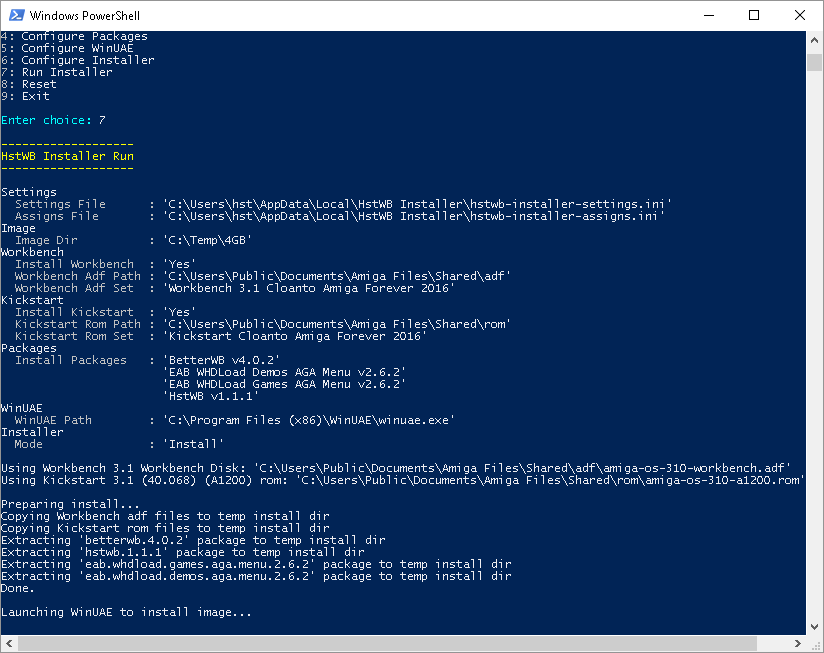 Windows PowerShell
4: Configure Packages
5: Configure WinUAE
6: Configure Installer
7: Run Installer
8: Reset
9: Exit
Enter choice: 7
-------------------
HstWB Installer Run
-------------------
Settings
  Settings File      : 'C:\Users\hst\AppData\Local\HstWB Installer\hstwb-installer-settings.ini'
  Assigns File       : 'C:\Users\hst\AppData\Local\HstWB Installer\hstwb-installer-assigns.ini'
Image
  Image Dir          : 'C:\Temp\4GB'
Workbench
  Install Workbench  : 'Yes'
  Workbench Adf Path : 'C:\Users\Public\Documents\Amiga Files\Shared\adf'
  Workbench Adf Set  : 'Workbench 3.1 Cloanto Amiga Forever 2016'
Kickstart
  Install Kickstart  : 'Yes'
  Kickstart Rom Path : 'C:\Users\Public\Documents\Amiga Files\Shared\rom'
  Kickstart Rom Set  : 'Kickstart Cloanto Amiga Forever 2016'
Packages
  Install Packages   : 'BetterWB v4.0.2'
                       'EAB WHDLoad Demos AGA Menu v2.6.2'
                       'EAB WHDLoad Games AGA Menu v2.6.2'
                       'HstWB v1.1.1'
WinUAE
  WinUAE Path        : 'C:\Program Files (x86)\WinUAE\winuae.exe'
Installer
  Mode               : 'Install'
Using Workbench 3.1 Workbench Disk: 'C:\Users\Public\Documents\Amiga Files\Shared\adf\amiga-os-310-workbench.adf'
Using Kickstart 3.1 (40.068) (A1200) rom: 'C:\Users\Public\Documents\Amiga Files\Shared\rom\amiga-os-310-a1200.rom'
Preparing install...
Copying Workbench adf files to temp install dir
Copying Kickstart rom files to temp install dir
Extracting 'betterwb.4.0.2' package to temp install dir
Extracting 'hstwb.1.1.1' package to temp install dir
Extracting 'eab.whdload.games.aga.menu.2.6.2' package to temp install dir
Extracting 'eab.whdload.demos.aga.menu.2.6.2' package to temp install dir
Done.
Launching WinUAE to install image...